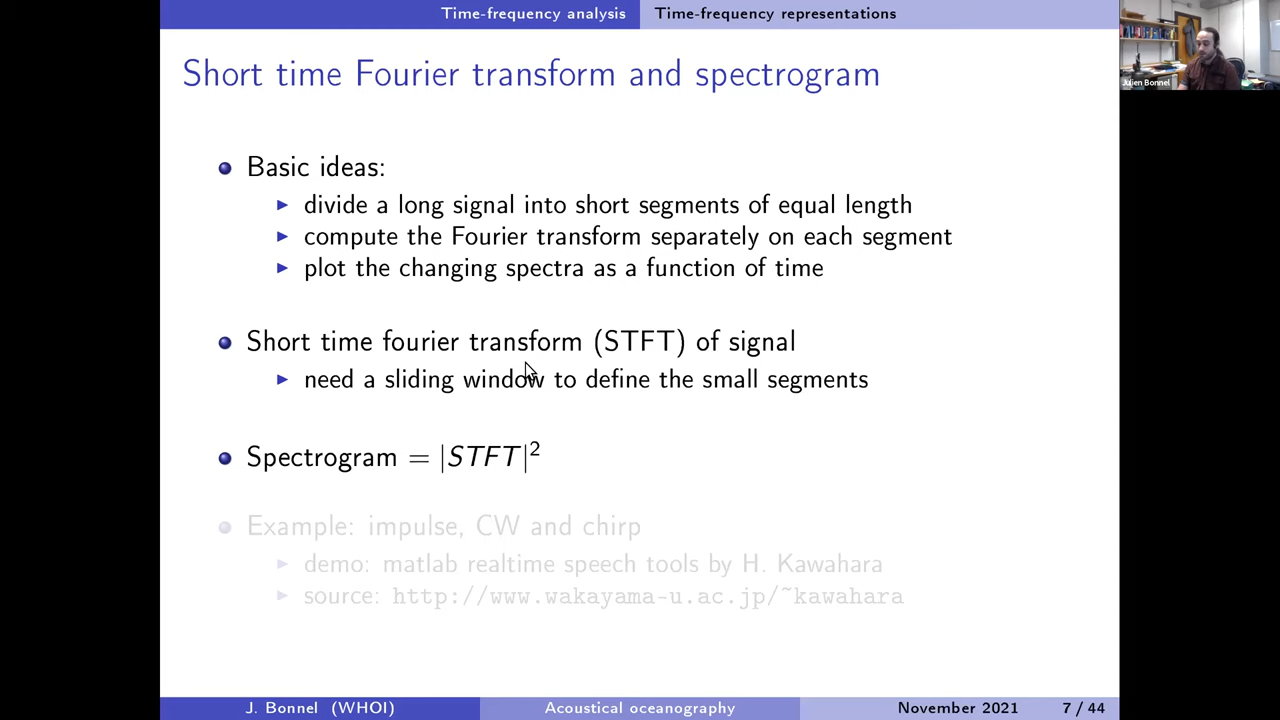 Time-frequency analysis Time-frequency representations
Short time Fourier transform and spectrogram
Basic ideas:
divide a long signal into short segments of equal length
compute the Fourier transform separately on each segment
plot the changing spectra as a function of time
Short time fourier transform (STFT) of signal
need a sliding window to define the small segments
Spectrogram = |STFT|²
Example: impulse, CW and chirp
demo: matlab realtime speech tools by H. Kawahara
source: http://www.wakayama-u.ac.jp/~kawahara
J. Bonnel (WHOI) Acoustical oceanography November 2021 7 / 44
Julien Bonnel